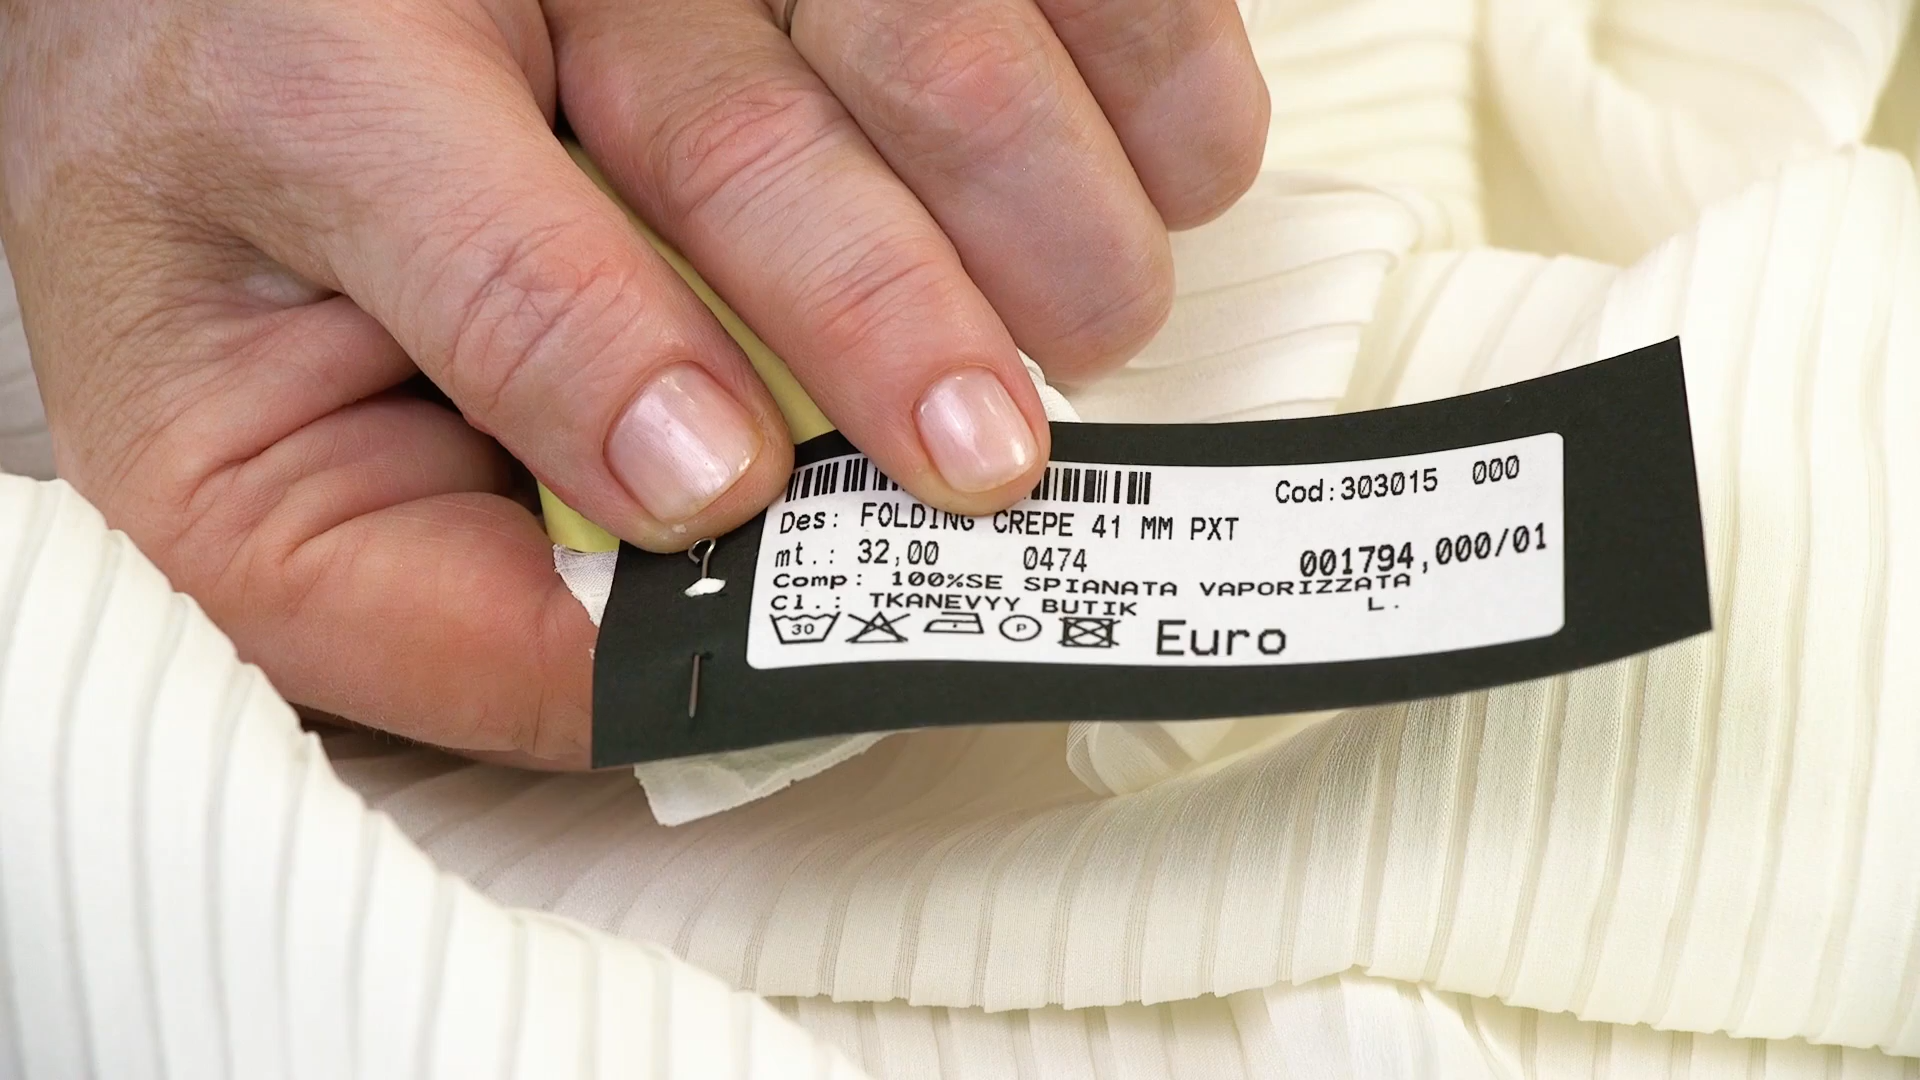 Cod:303015 000
Des: FOLDING CREPE 41 MM PXT
mt.: 32,00 0474 001794,000/01
Comp: 100%SE SPIANATA VAPORIZZATA
Cl.: TKANEVYY BUTIK L.
30 P Euro